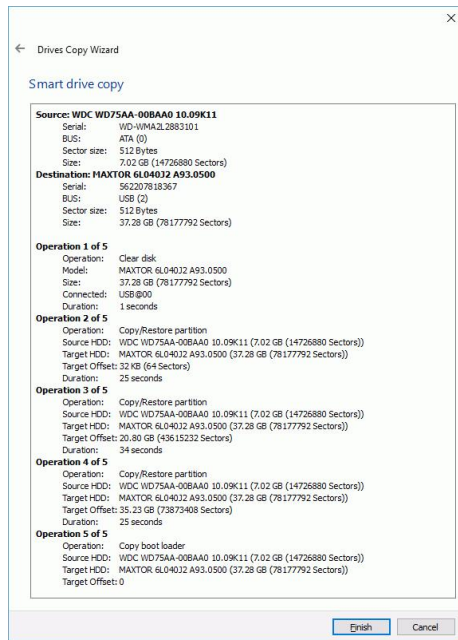 Drives Copy Wizard
Smart drive copy
Source: WDC WD75AA-00BAA0 10.09K11
Serial: WD-WMA2L2883101
BUS: ATA (0)
Sector size: 512 Bytes
Size: 7.02 GB (14726880 Sectors)
Destination: MAXTOR 6L040J2 A93.0500
Serial: 562207818367
BUS: USB (2)
Sector size: 512 Bytes
Size: 37.28 GB (78177792 Sectors)
Operation 1 of 5
Operation: Clear disk
Model: MAXTOR 6L040J2 A93.0500
Size: 37.28 GB (78177792 Sectors)
Connected: USB@00
Duration: 1 seconds
Operation 2 of 5
Operation: Copy/Restore partition
Source HDD: WDC WD75AA-00BAA0 10.09K11 (7.02 GB (14726880 Sectors))
Target HDD: MAXTOR 6L040J2 A93.0500 (37.28 GB (78177792 Sectors))
Target Offset: 32 KB (64 Sectors)
Duration: 25 seconds
Operation 3 of 5
Operation: Copy/Restore partition
Source HDD: WDC WD75AA-00BAA0 10.09K11 (7.02 GB (14726880 Sectors))
Target HDD: MAXTOR 6L040J2 A93.0500 (37.28 GB (78177792 Sectors))
Target Offset: 20.80 GB (43615232 Sectors)
Duration: 34 seconds
Operation 4 of 5
Operation: Copy/Restore partition
Source HDD: WDC WD75AA-00BAA0 10.09K11 (7.02 GB (14726880 Sectors))
Target HDD: MAXTOR 6L040J2 A93.0500 (37.28 GB (78177792 Sectors))
Target Offset: 35.23 GB (73873408 Sectors)
Duration: 25 seconds
Operation 5 of 5
Operation: Copy boot loader
Source HDD: WDC WD75AA-00BAA0 10.09K11 (7.02 GB (14726880 Sectors))
Target HDD: MAXTOR 6L040J2 A93.0500 (37.28 GB (78177792 Sectors))
Target Offset: 0
Finish Cancel